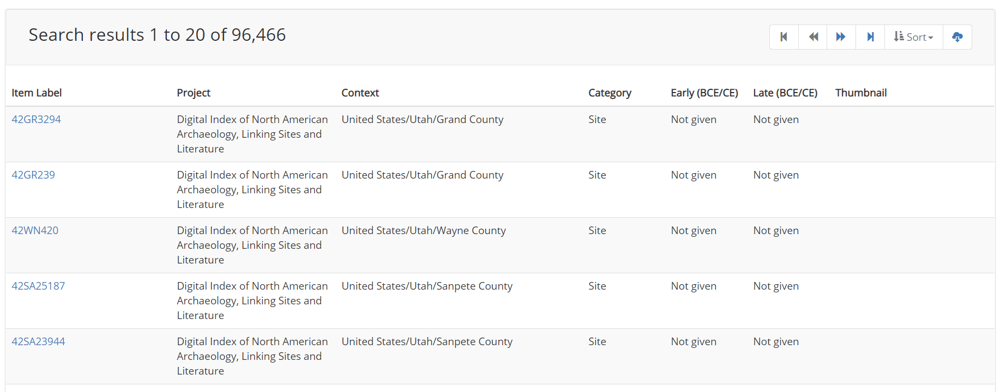 Search results 1 to 20 of 96,466
Sort
Item Label Project Context Category Early (BCE/CE) Late (BCE/CE) Thumbnail
42GR3294 Digital Index of North American United States/Utah/Grand County Site Not given Not given
Archaeology, Linking Sites and
Literature
42GR239 Digital Index of North American United States/Utah/Grand County Site Not given Not given
Archaeology, Linking Sites and
Literature
42WN420 Digital Index of North American United States/Utah/Wayne County Site Not given Not given
Archaeology, Linking Sites and
Literature
42SA25187 Digital Index of North American United States/Utah/Sanpete County Site Not given Not given
Archaeology, Linking Sites and
Literature
42SA23944 Digital Index of North American United States/Utah/Sanpete County Site Not given Not given
Archaeology, Linking Sites and
Literature